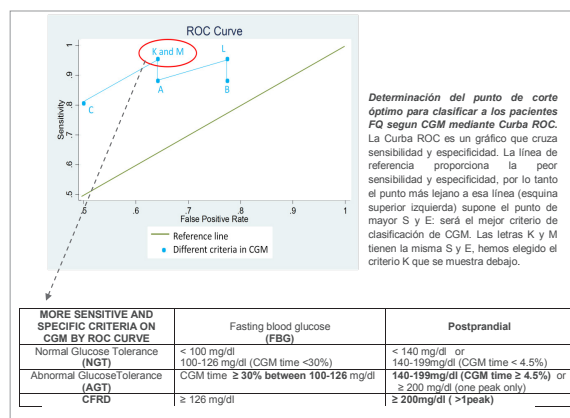 ROC Curve
K and M
L
A
B
C
Sensitivity
1
.9
.8
.7
.6
.5
.5
.6
.7
.8
.9
1
False Positive Rate
Reference line
Different criteria in CGM
Determinación del punto de corte
óptimo para clasificar a los pacientes
FQ segun CGM mediante Curba ROC.
La Curba ROC es un gráfico que cruza
sensibilidad y especificidad. La línea de
referencia proporciona la peor
sensibilidad y especificidad, por lo tanto
el punto más lejano a esa línea (esquina
superior izquierda) supone el punto de
mayor S y E: será el mejor criterio de
clasificación de CGM. Las letras K y M
tienen la misma S y E, hemos elegido el
criterio K que se muestra debajo.
MORE SENSITIVE AND
SPECIFIC CRITERIA ON
CGM BY ROC CURVE
Fasting blood glucose
(FBG)
Postprandial
Normal Glucose Tolerance
(NGT)
< 100 mg/dl
100-126 mg/dl (CGM time <30%)
< 140 mg/dl or
140-199mg/dl (CGM time < 4.5%)
Abnormal GlucoseTolerance
(AGT)
CGM time ≥ 30% between 100-126 mg/dl
140-199mg/dl (CGM time ≥ 4.5%) or
≥ 200 mg/dl (one peak only)
CFRD
≥ 126 mg/dl
≥ 200mg/dl ( >1peak)